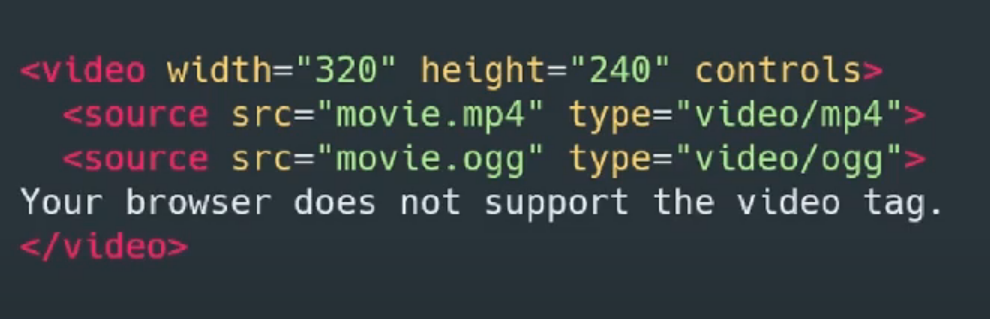 <video width="320" height="240" controls>
  <source src="movie.mp4" type="video/mp4">
  <source src="movie.ogg" type="video/ogg">
Your browser does not support the video tag.
</video>